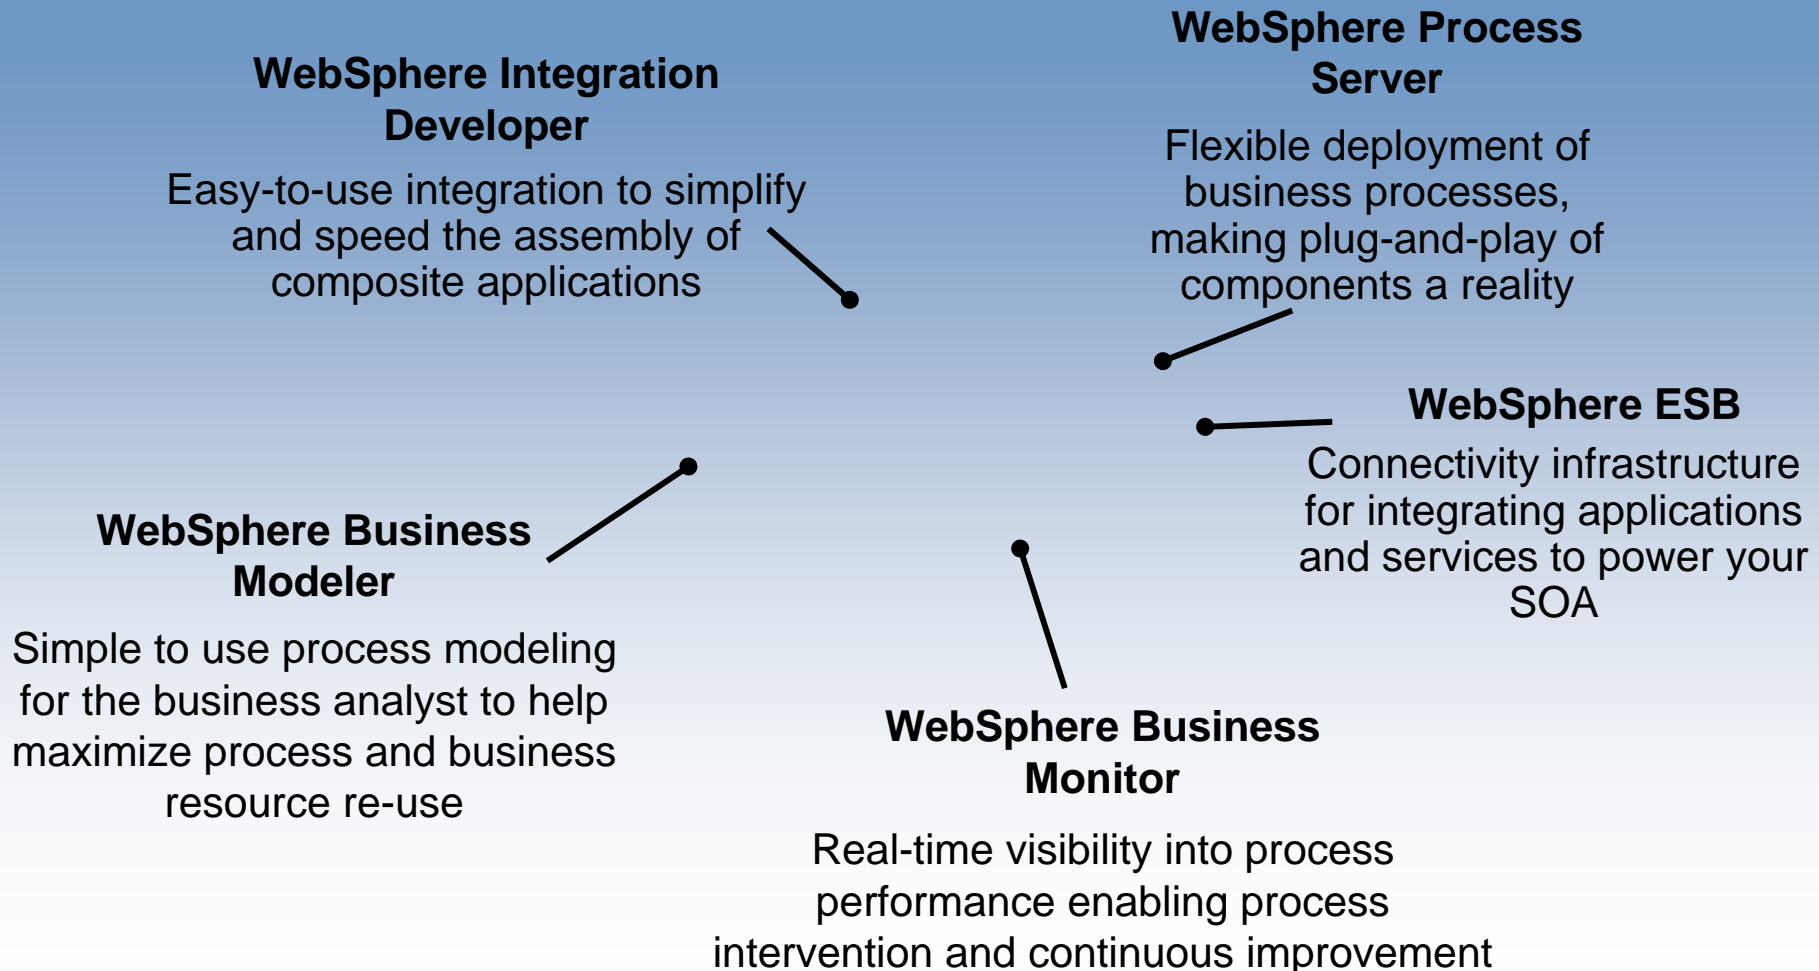 WebSphere Integration
Developer
Easy-to-use integration to simplify
and speed the assembly of
composite applications
WebSphere Process
Server
Flexible deployment of
business processes,
making plug-and-play of
components a reality
WebSphere ESB
Connectivity infrastructure
for integrating applications
and services to power your
SOA
WebSphere Business
Modeler
Simple to use process modeling
for the business analyst to help
maximize process and business
resource re-use
WebSphere Business
Monitor
Real-time visibility into process
performance enabling process
intervention and continuous improvement